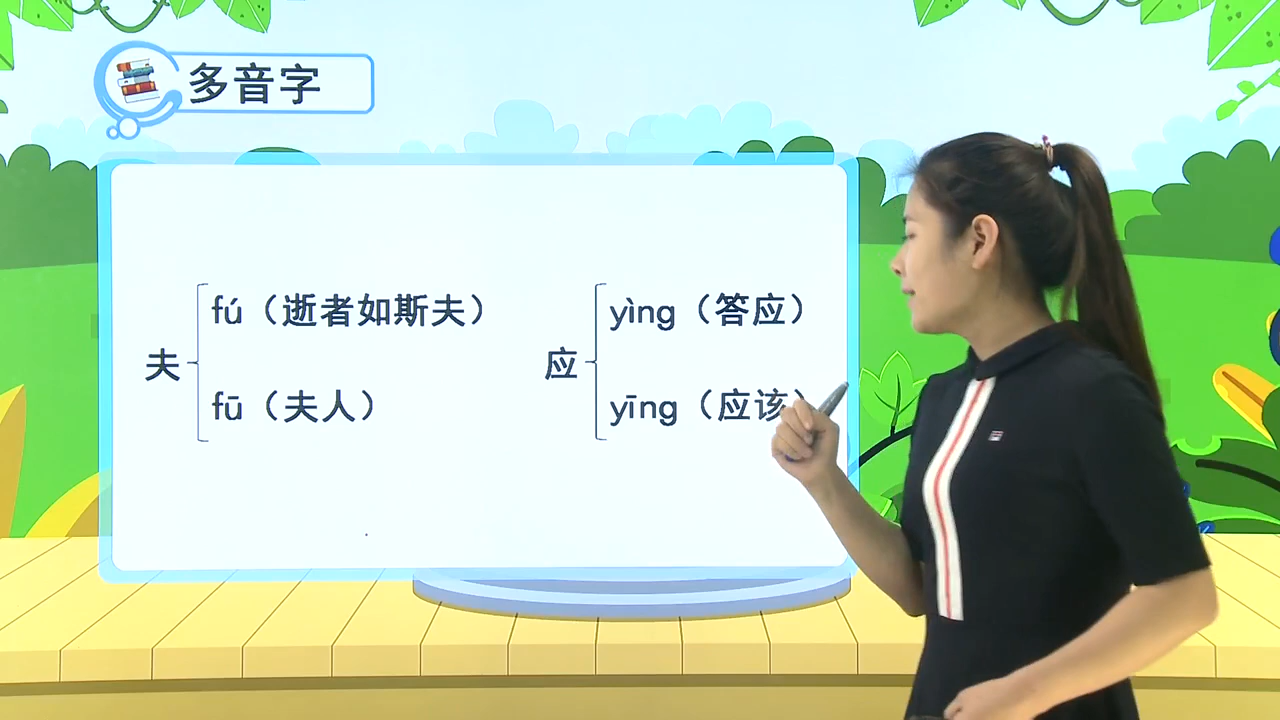 多音字
夫
fú（逝者如斯夫）
fū（夫人）
应
yìng（答应）
yīng（应该）